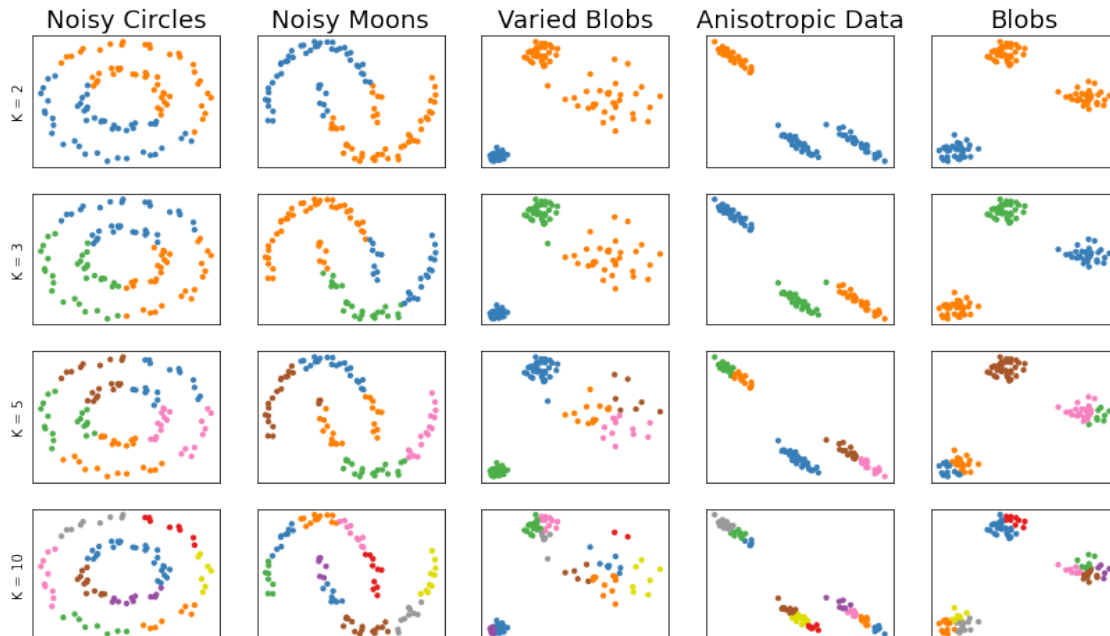 Noisy Circles Noisy Moons Varied Blobs Anisotropic Data Blobs
K = 2
K = 3
K = 5
K = 10